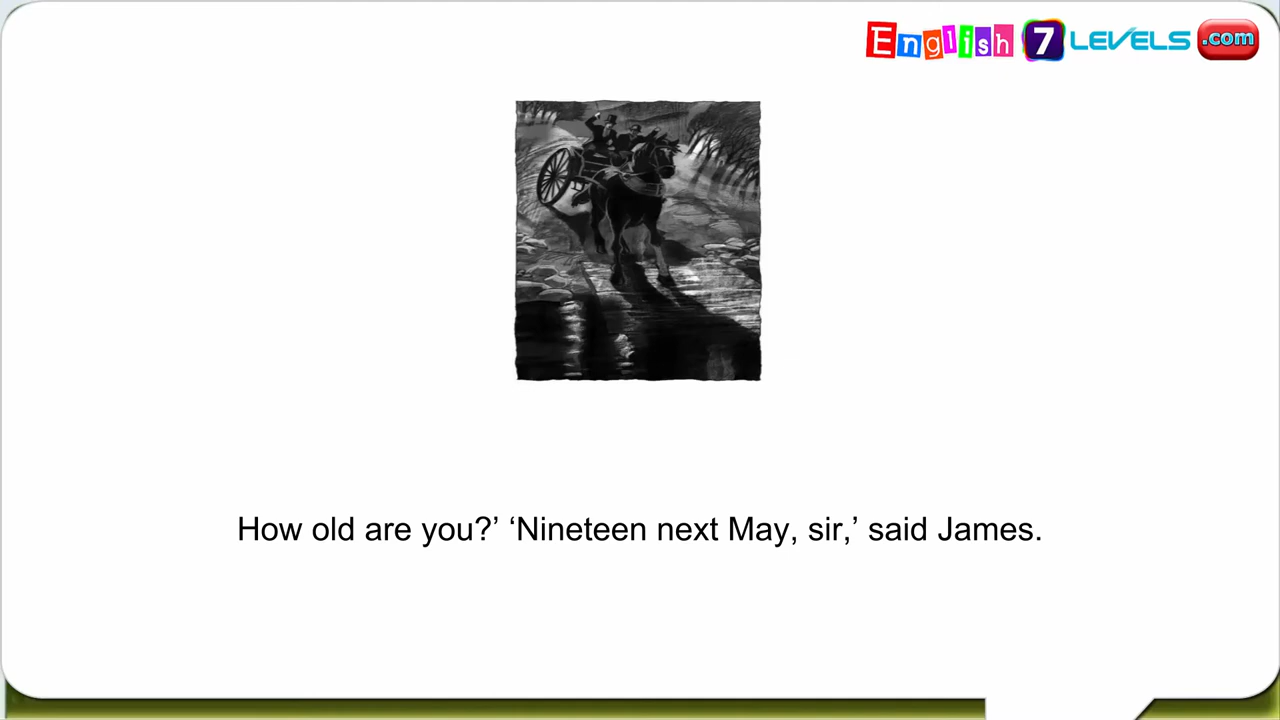 English 7 LEVELS .com
How old are you?’ ‘Nineteen next May, sir,’ said James.